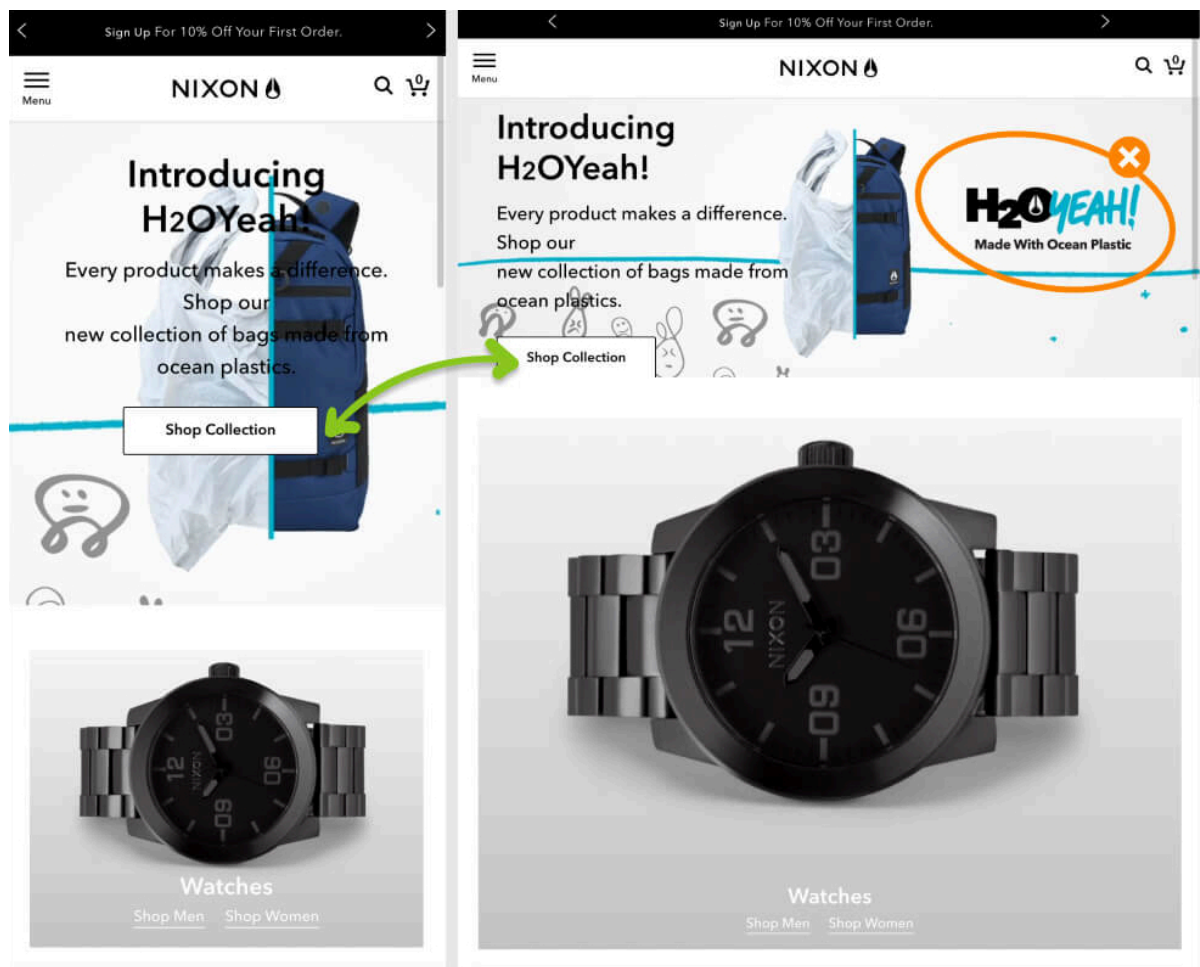 Sign Up For 10% Off Your First Order.
Menu
NIXON
0
Introducing
H2OYeah!
Every product makes a difference.
Shop our
new collection of bags made from
ocean plastics.
Shop Collection
NIXON
12
03
06
09
Watches
Shop Men Shop Women
Sign Up For 10% Off Your First Order.
Menu
NIXON
0
Introducing
H2OYeah!
Every product makes a difference.
Shop our
new collection of bags made from
ocean plastics.
Shop Collection
H2OYEAH!
Made With Ocean Plastic
NIXON
12
03
06
09
Watches
Shop Men Shop Women